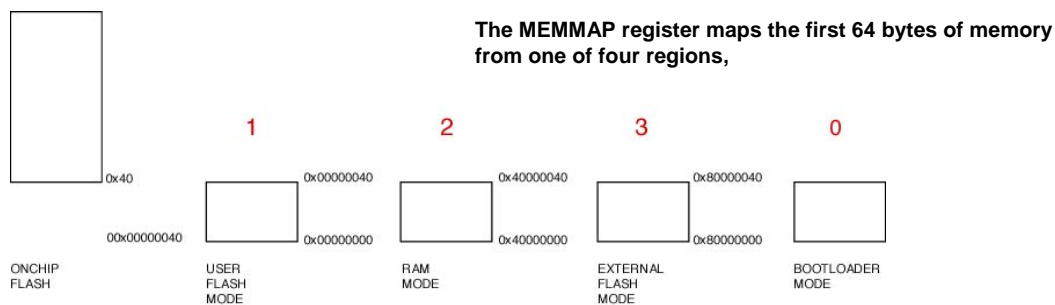 The MEMMAP register maps the first 64 bytes of memory
from one of four regions,
1 2 3 0
0x40 0x00000040 0x40000040 0x80000040
00x00000040 0x00000000 0x40000000 0x80000000
ONCHIP USER RAM EXTERNAL BOOTLOADER
FLASH FLASH MODE FLASH MODE
MODE MODE